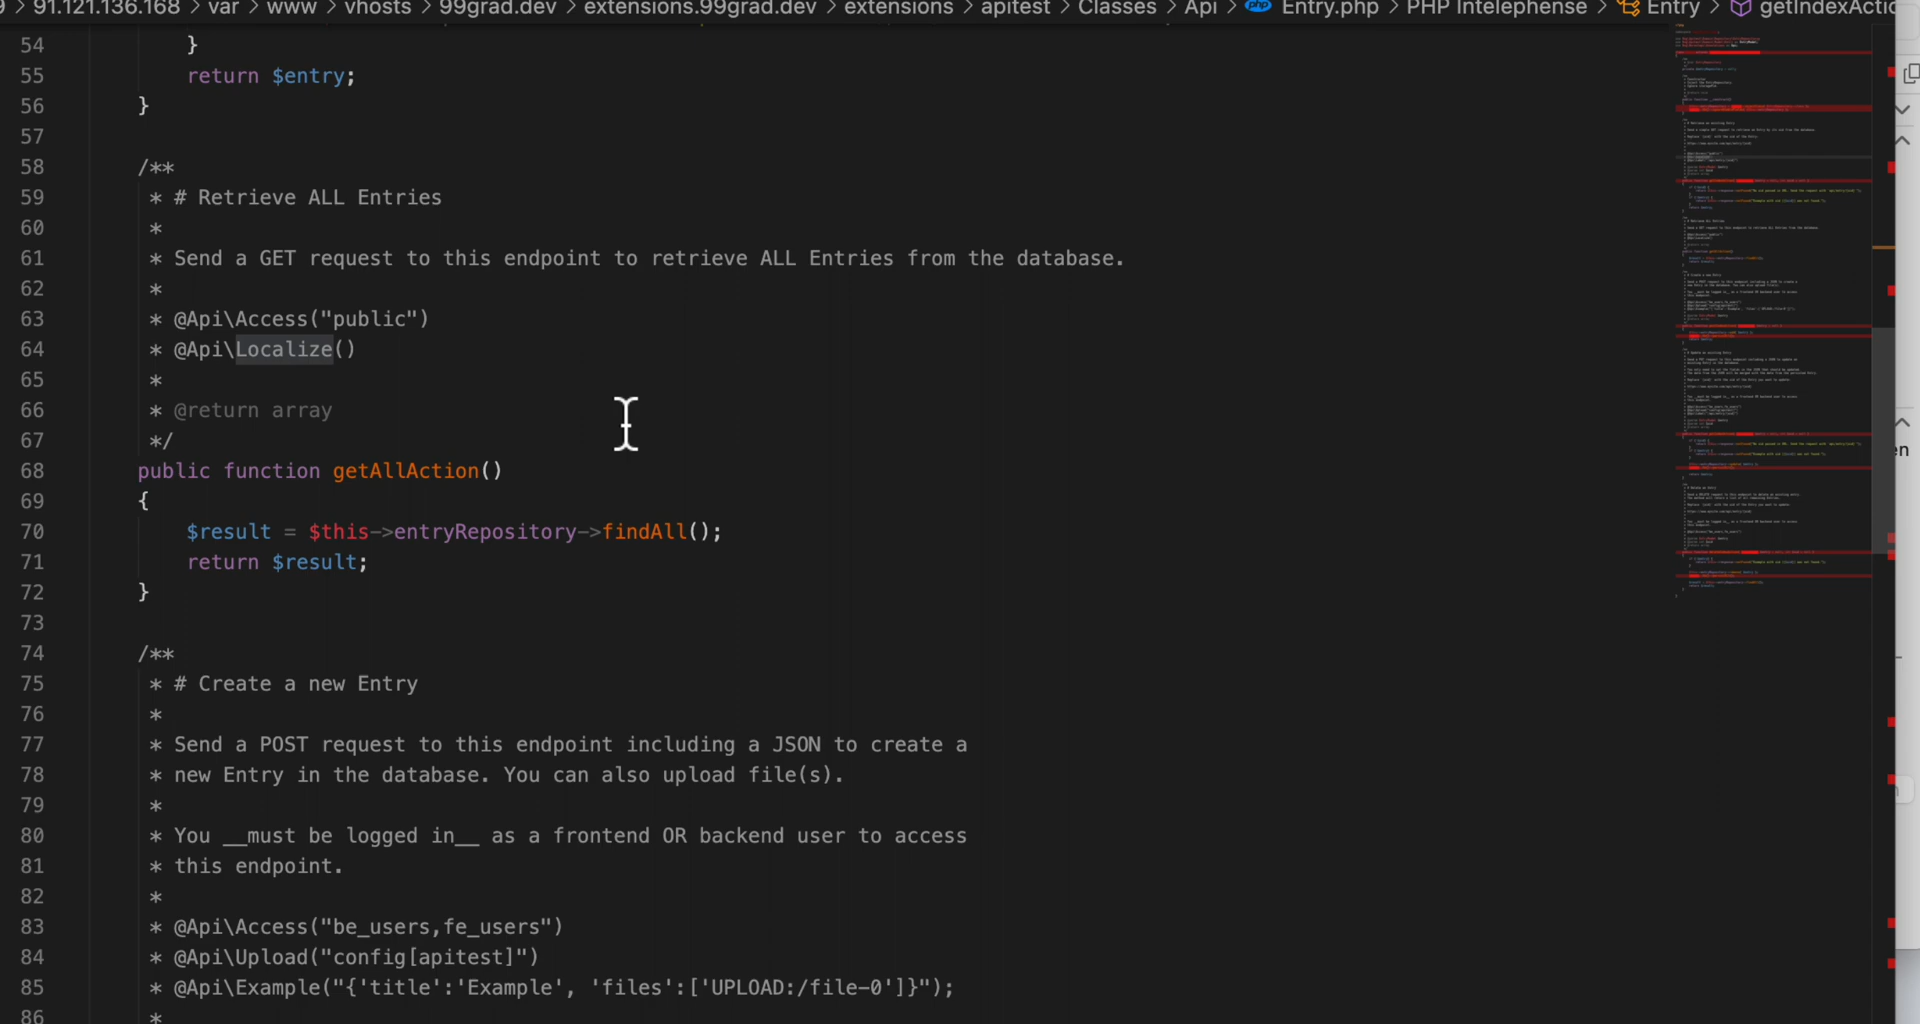 9 > 91.121.136.168 > var > www > vhosts > 99grad.dev > extensions.99grad.dev > extensions > apitest > Classes > Api > php Entry.php > PHP Intelephense > Entry > getIndexActio
54 }
55 return $entry;
56 }
57
58 /**
59 * # Retrieve ALL Entries
60 *
61 * Send a GET request to this endpoint to retrieve ALL Entries from the database.
62 *
63 * @Api\Access("public")
64 * @Api\Localize()
65 *
66 * @return array
67 */
68 public function getAllAction()
69 {
70 $result = $this->entryRepository->findAll();
71 return $result;
72 }
73
74 /**
75 * # Create a new Entry
76 *
77 * Send a POST request to this endpoint including a JSON to create a
78 * new Entry in the database. You can also upload file(s).
79 *
80 * You __must be logged in__ as a frontend OR backend user to access
81 * this endpoint.
82 *
83 * @Api\Access("be_users,fe_users")
84 * @Api\Upload("config[apitest]")
85 * @Api\Example("{'title':'Example', 'files':['UPLOAD:/file-0']}");
86 *
en